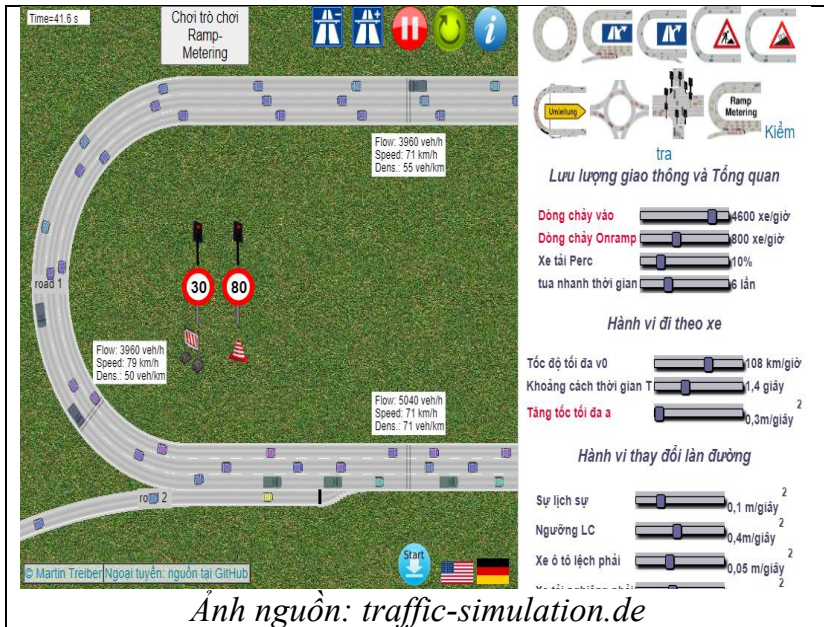 Time=41.6 s
Chơi trò chơi
Ramp-
Metering
i
Umleitung
Ramp
Metering
Kiểm
tra
Flow: 3960 veh/h
Speed: 71 km/h
Dens.: 55 veh/km
30
80
road 1
Flow: 3960 veh/h
Speed: 79 km/h
Dens.: 50 veh/km
Flow: 5040 veh/h
Speed: 71 km/h
Dens.: 71 veh/km
road 2
Start
© Martin Treiber
Ngoại tuyến: nguồn tại GitHub
Lưu lượng giao thông và Tổng quan
Dòng chảy vào 4600 xe/giờ
Dòng chảy Onramp 800 xe/giờ
Xe tải Perc 10%
tua nhanh thời gian 6 lần
Hành vi đi theo xe
Tốc độ tối đa v0 108 km/giờ
Khoảng cách thời gian T 1,4 giây
Tăng tốc tối đa a 0,3m/giây 2
Hành vi thay đổi làn đường
Sự lịch sự 0,1 m/giây 2
Ngưỡng LC 0,4m/giây 2
Xe ô tô lệch phải 0,05 m/giây 2
Ảnh nguồn: traffic-simulation.de